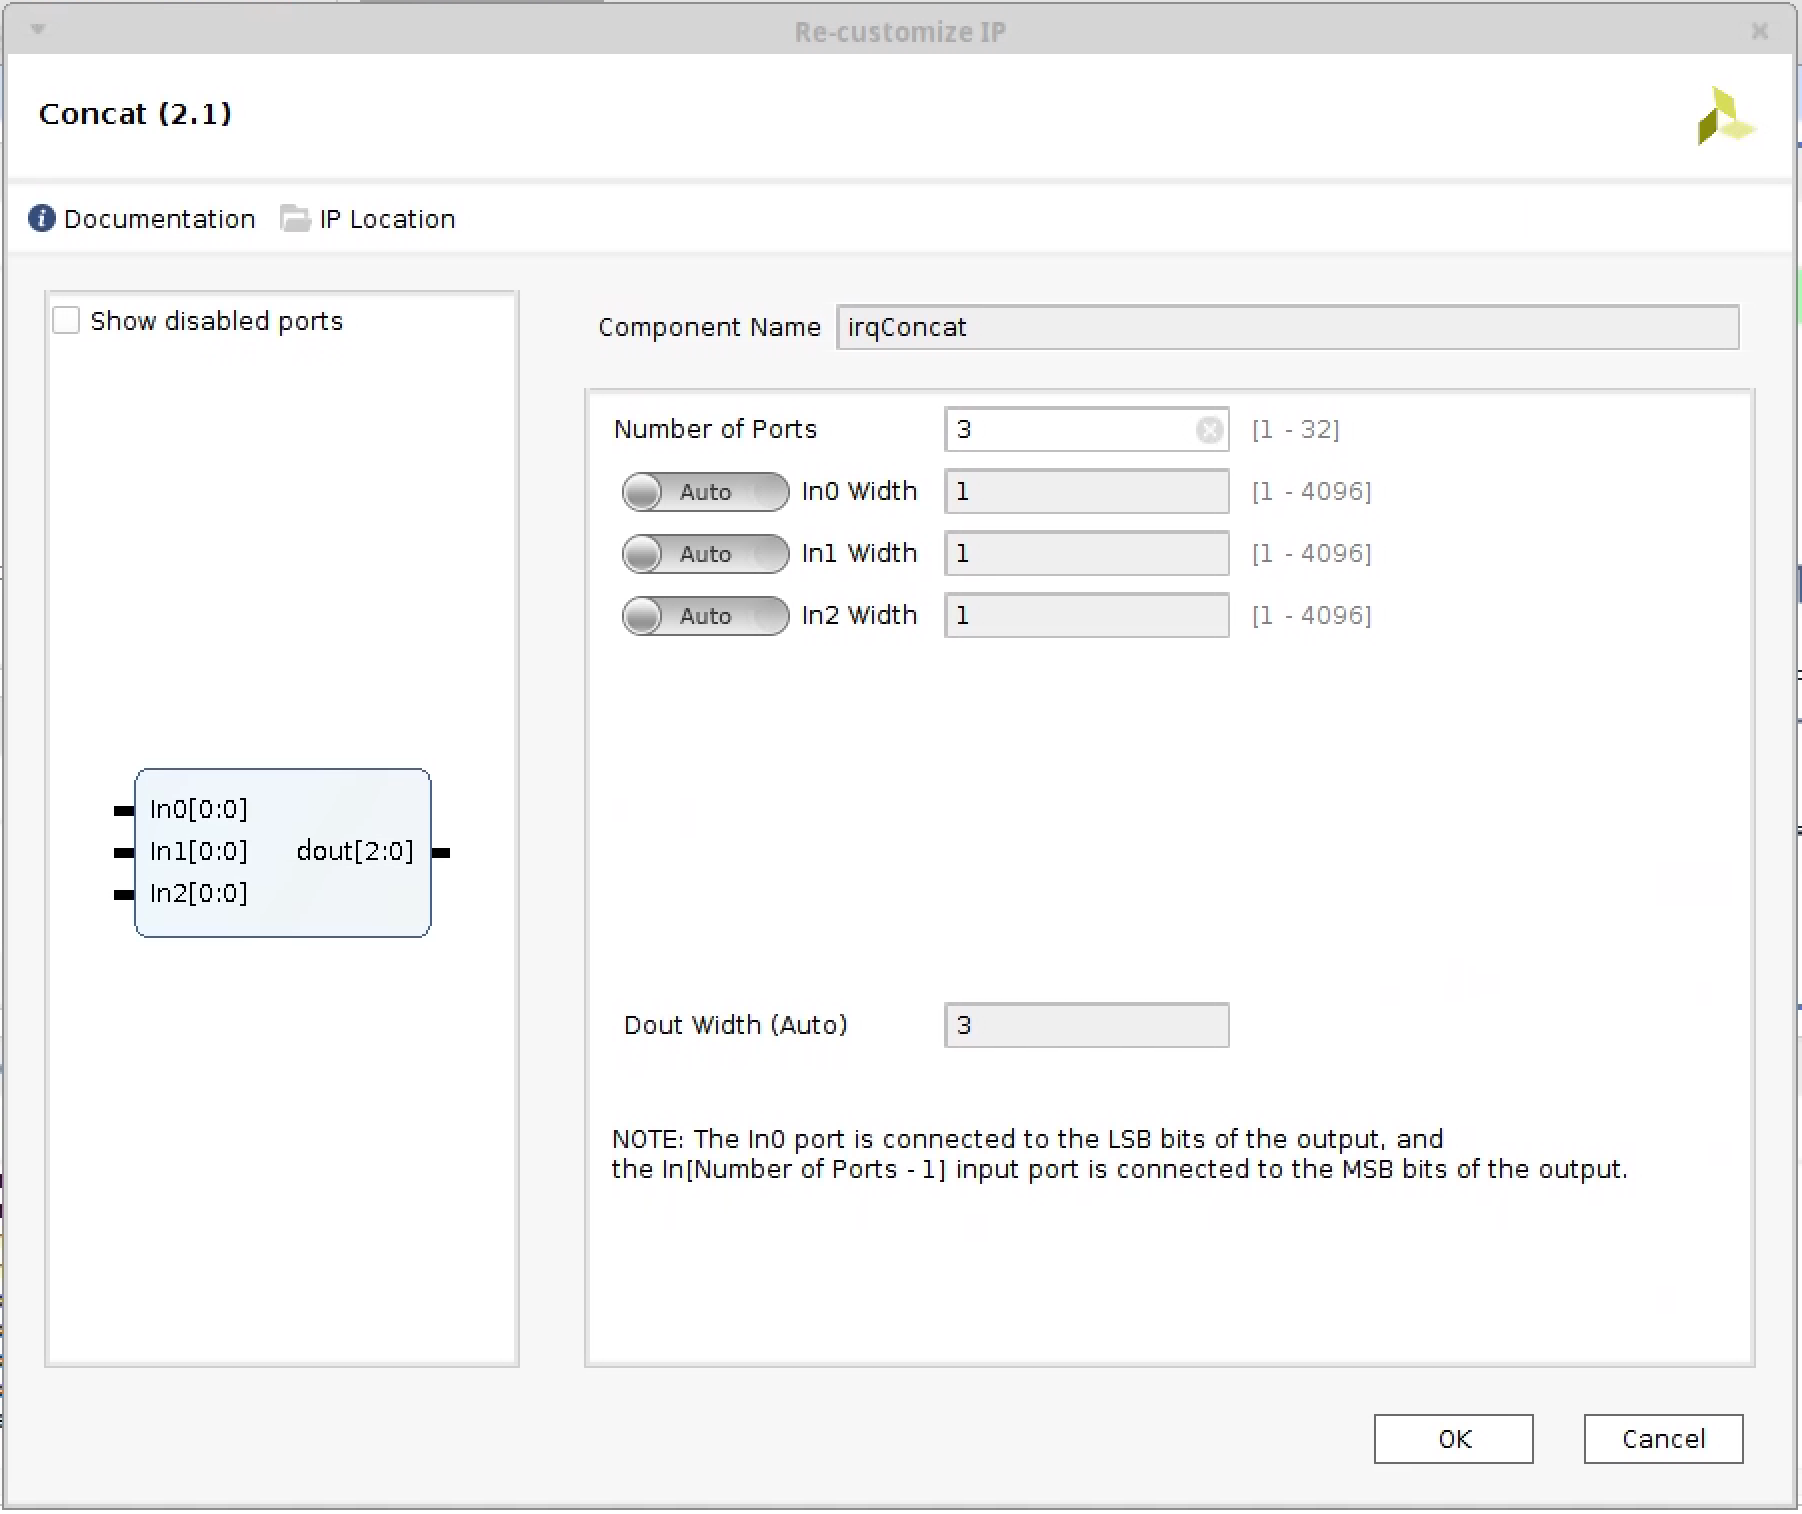 Re-customize IP
Concat (2.1)
Documentation IP Location
Show disabled ports
In0[0:0]
In1[0:0] dout[2:0]
In2[0:0]
Component Name irqConcat
Number of Ports 3 [1 - 32]
Auto In0 Width 1 [1 - 4096]
Auto In1 Width 1 [1 - 4096]
Auto In2 Width 1 [1 - 4096]
Dout Width (Auto) 3
NOTE: The In0 port is connected to the LSB bits of the output, and
the In[Number of Ports - 1] input port is connected to the MSB bits of the output.
OK Cancel